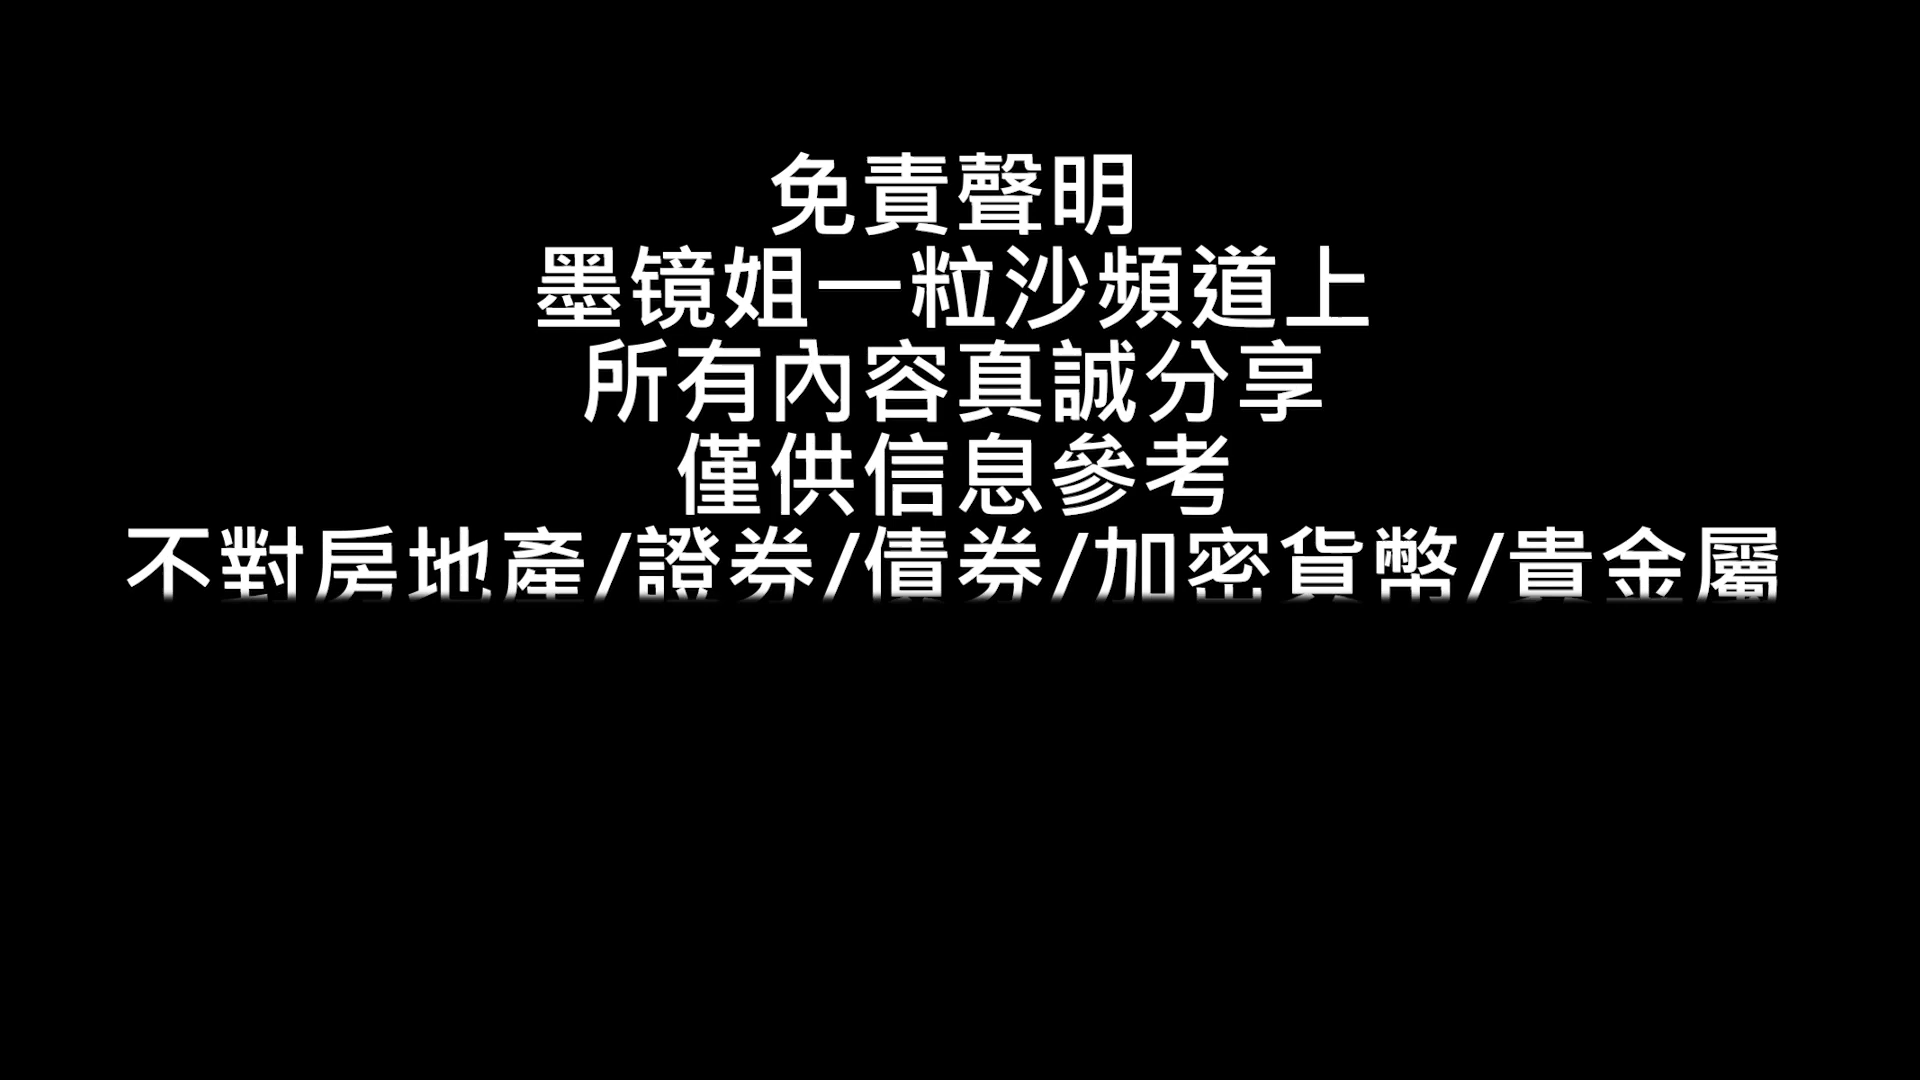 免責聲明
墨镜姐一粒沙頻道上
所有內容真誠分享
僅供信息參考
不對房地產/證券/債券/加密貨幣/貴金屬